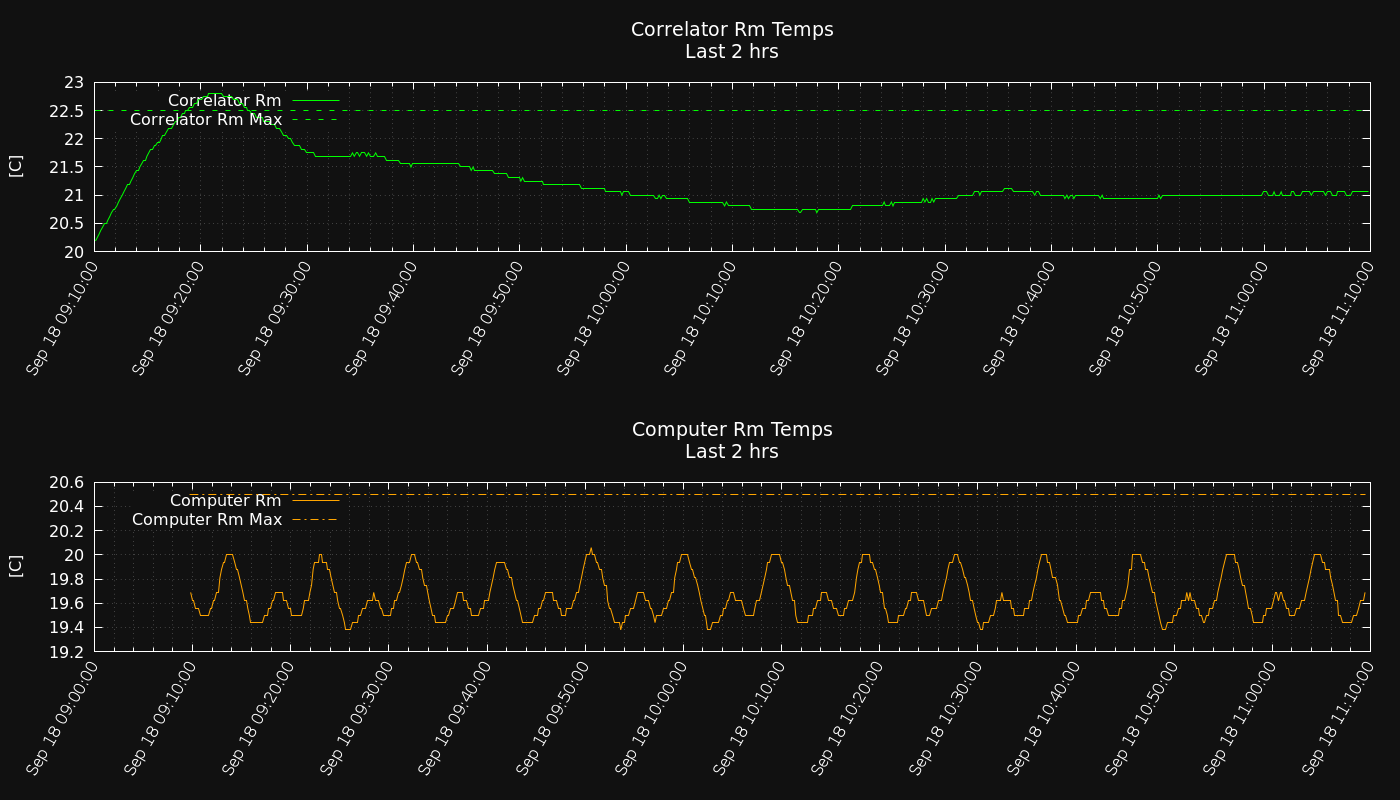 Correlator Rm Temps
Last 2 hrs
[C]
23
22.5
22
21.5
21
20.5
20
Correlator Rm
Correlator Rm Max
Sep 18 09:10:00
Sep 18 09:20:00
Sep 18 09:30:00
Sep 18 09:40:00
Sep 18 09:50:00
Sep 18 10:00:00
Sep 18 10:10:00
Sep 18 10:20:00
Sep 18 10:30:00
Sep 18 10:40:00
Sep 18 10:50:00
Sep 18 11:00:00
Sep 18 11:10:00
Computer Rm Temps
Last 2 hrs
[C]
20.6
20.4
20.2
20
19.8
19.6
19.4
19.2
Computer Rm
Computer Rm Max
Sep 18 09:00:00
Sep 18 09:10:00
Sep 18 09:20:00
Sep 18 09:30:00
Sep 18 09:40:00
Sep 18 09:50:00
Sep 18 10:00:00
Sep 18 10:10:00
Sep 18 10:20:00
Sep 18 10:30:00
Sep 18 10:40:00
Sep 18 10:50:00
Sep 18 11:00:00
Sep 18 11:10:00